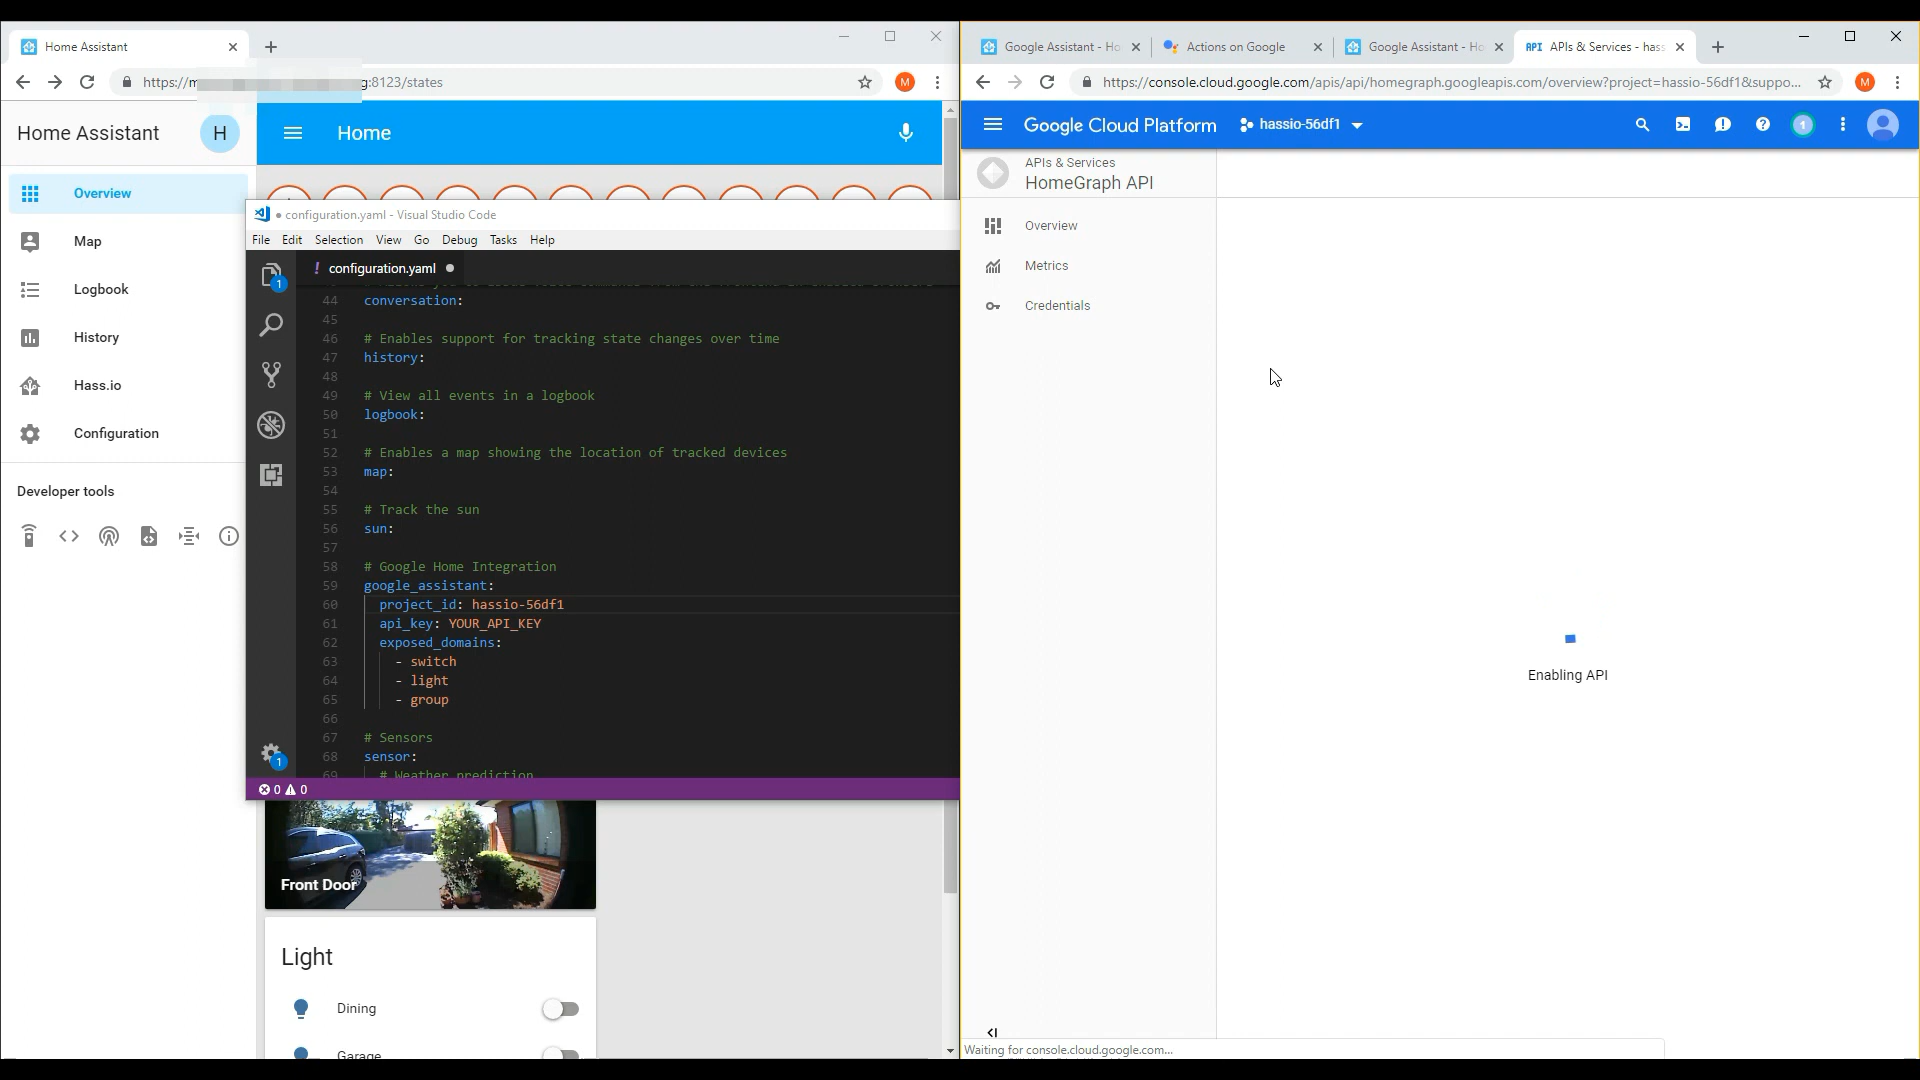 Home Assistant
https://m
g:8123/states
M
Home Assistant
H
Home
Overview
Map
Logbook
History
Hass.io
Configuration
Developer tools
configuration.yaml - Visual Studio Code
File Edit Selection View Go Debug Tasks Help
! configuration.yaml
1
44 conversation:
45
46 # Enables support for tracking state changes over time
47 history:
48
49 # View all events in a logbook
50 logbook:
51
52 # Enables a map showing the location of tracked devices
53 map:
54
55 # Track the sun
56 sun:
57
58 # Google Home Integration
59 google_assistant:
60 project_id: hassio-56df1
61 api_key: YOUR_API_KEY
62 exposed_domains:
63 - switch
64 - light
65 - group
66
67 # Sensors
68 sensor:
69 # Weather prediction
1
0 0
Front Door
Light
Dining
Garage
Google Assistant - Ho
Actions on Google
Google Assistant - Ho
API APIs & Services - hass
https://console.cloud.google.com/apis/api/homegraph.googleapis.com/overview?project=hassio-56df1&suppo...
M
Google Cloud Platform
hassio-56df1
1
APIs & Services
HomeGraph API
Overview
Metrics
Credentials
Enabling API
Waiting for console.cloud.google.com...